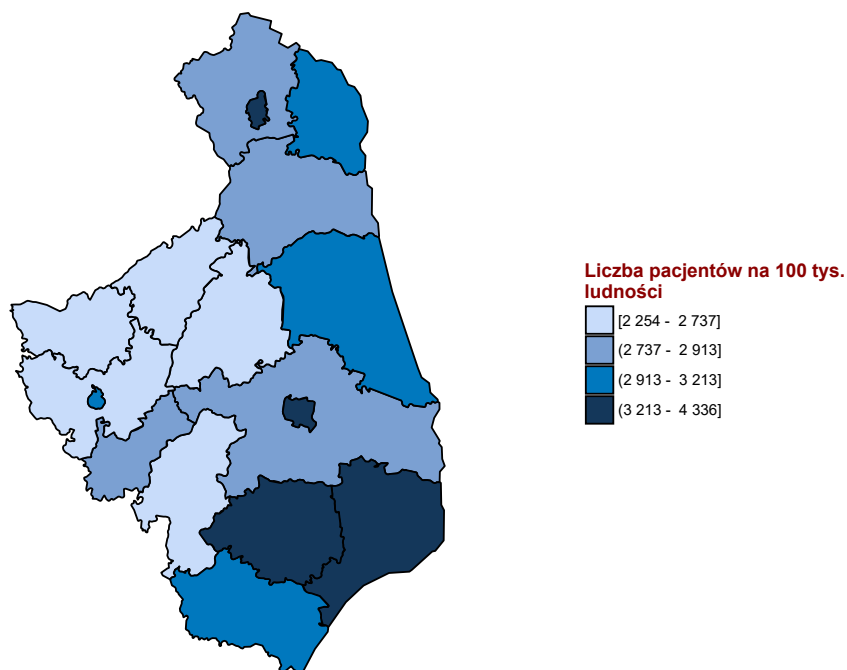 Liczba pacjentów na 100 tys.
ludności
[2 254 - 2 737]
(2 737 - 2 913]
(2 913 - 3 213]
(3 213 - 4 336]